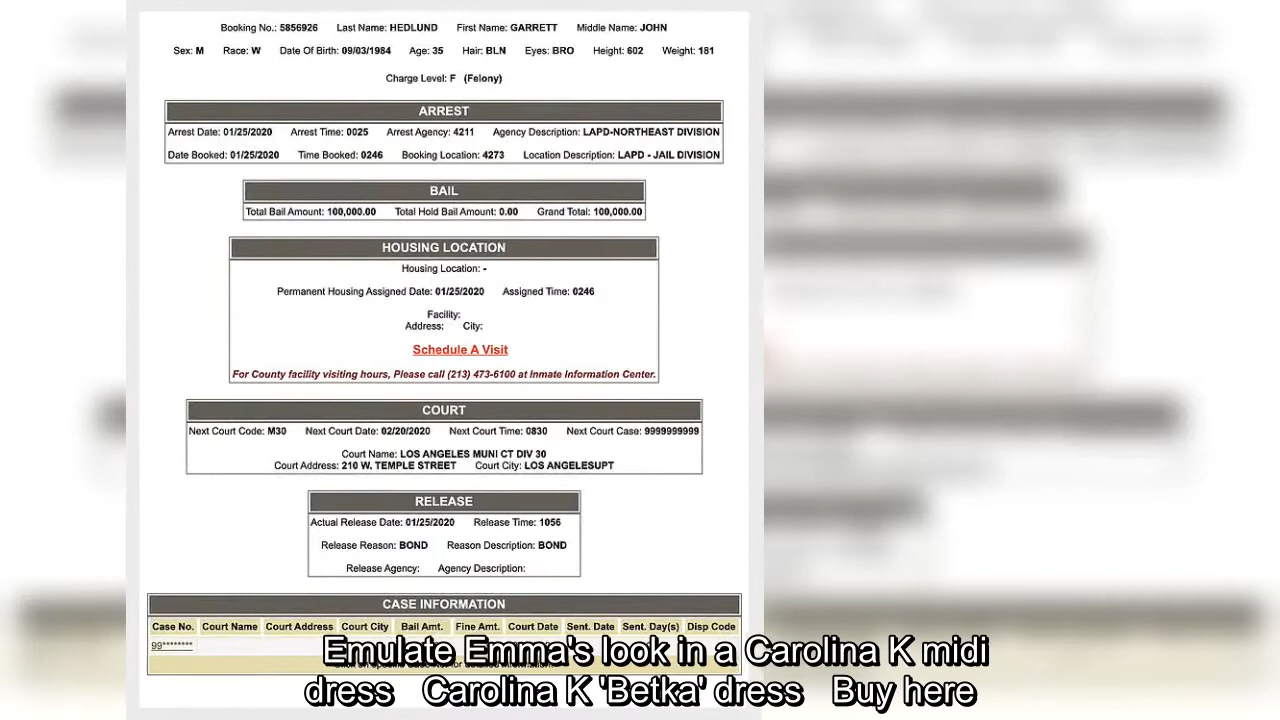 Booking No.: 5856926 Last Name: HEDLUND First Name: GARRETT Middle Name: JOHN
Sex: M Race: W Date Of Birth: 09/03/1984 Age: 35 Hair: BLN Eyes: BRO Height: 602 Weight: 181
Charge Level: F (Felony)
ARREST
Arrest Date: 01/25/2020 Arrest Time: 0025 Arrest Agency: 4211 Agency Description: LAPD-NORTHEAST DIVISION
Date Booked: 01/25/2020 Time Booked: 0246 Booking Location: 4273 Location Description: LAPD - JAIL DIVISION
BAIL
Total Bail Amount: 100,000.00 Total Hold Bail Amount: 0.00 Grand Total: 100,000.00
HOUSING LOCATION
Housing Location: -
Permanent Housing Assigned Date: 01/25/2020 Assigned Time: 0246
Facility:
Address: City:
Schedule A Visit
For County facility visiting hours, Please call (213) 473-6100 at Inmate Information Center.
COURT
Next Court Code: M30 Next Court Date: 02/20/2020 Next Court Time: 0830 Next Court Case: 9999999999
Court Name: LOS ANGELES MUNI CT DIV 30
Court Address: 210 W. TEMPLE STREET Court City: LOS ANGELESUPT
RELEASE
Actual Release Date: 01/25/2020 Release Time: 1056
Release Reason: BOND Reason Description: BOND
Release Agency: Agency Description:
CASE INFORMATION
Case No. Court Name Court Address Court City Bail Amt. Fine Amt. Court Date Sent. Date Sent. Day(s) Disp Code
99********
Emulate Emma's look in a Carolina K midi
dress Carolina K 'Betka' dress Buy here